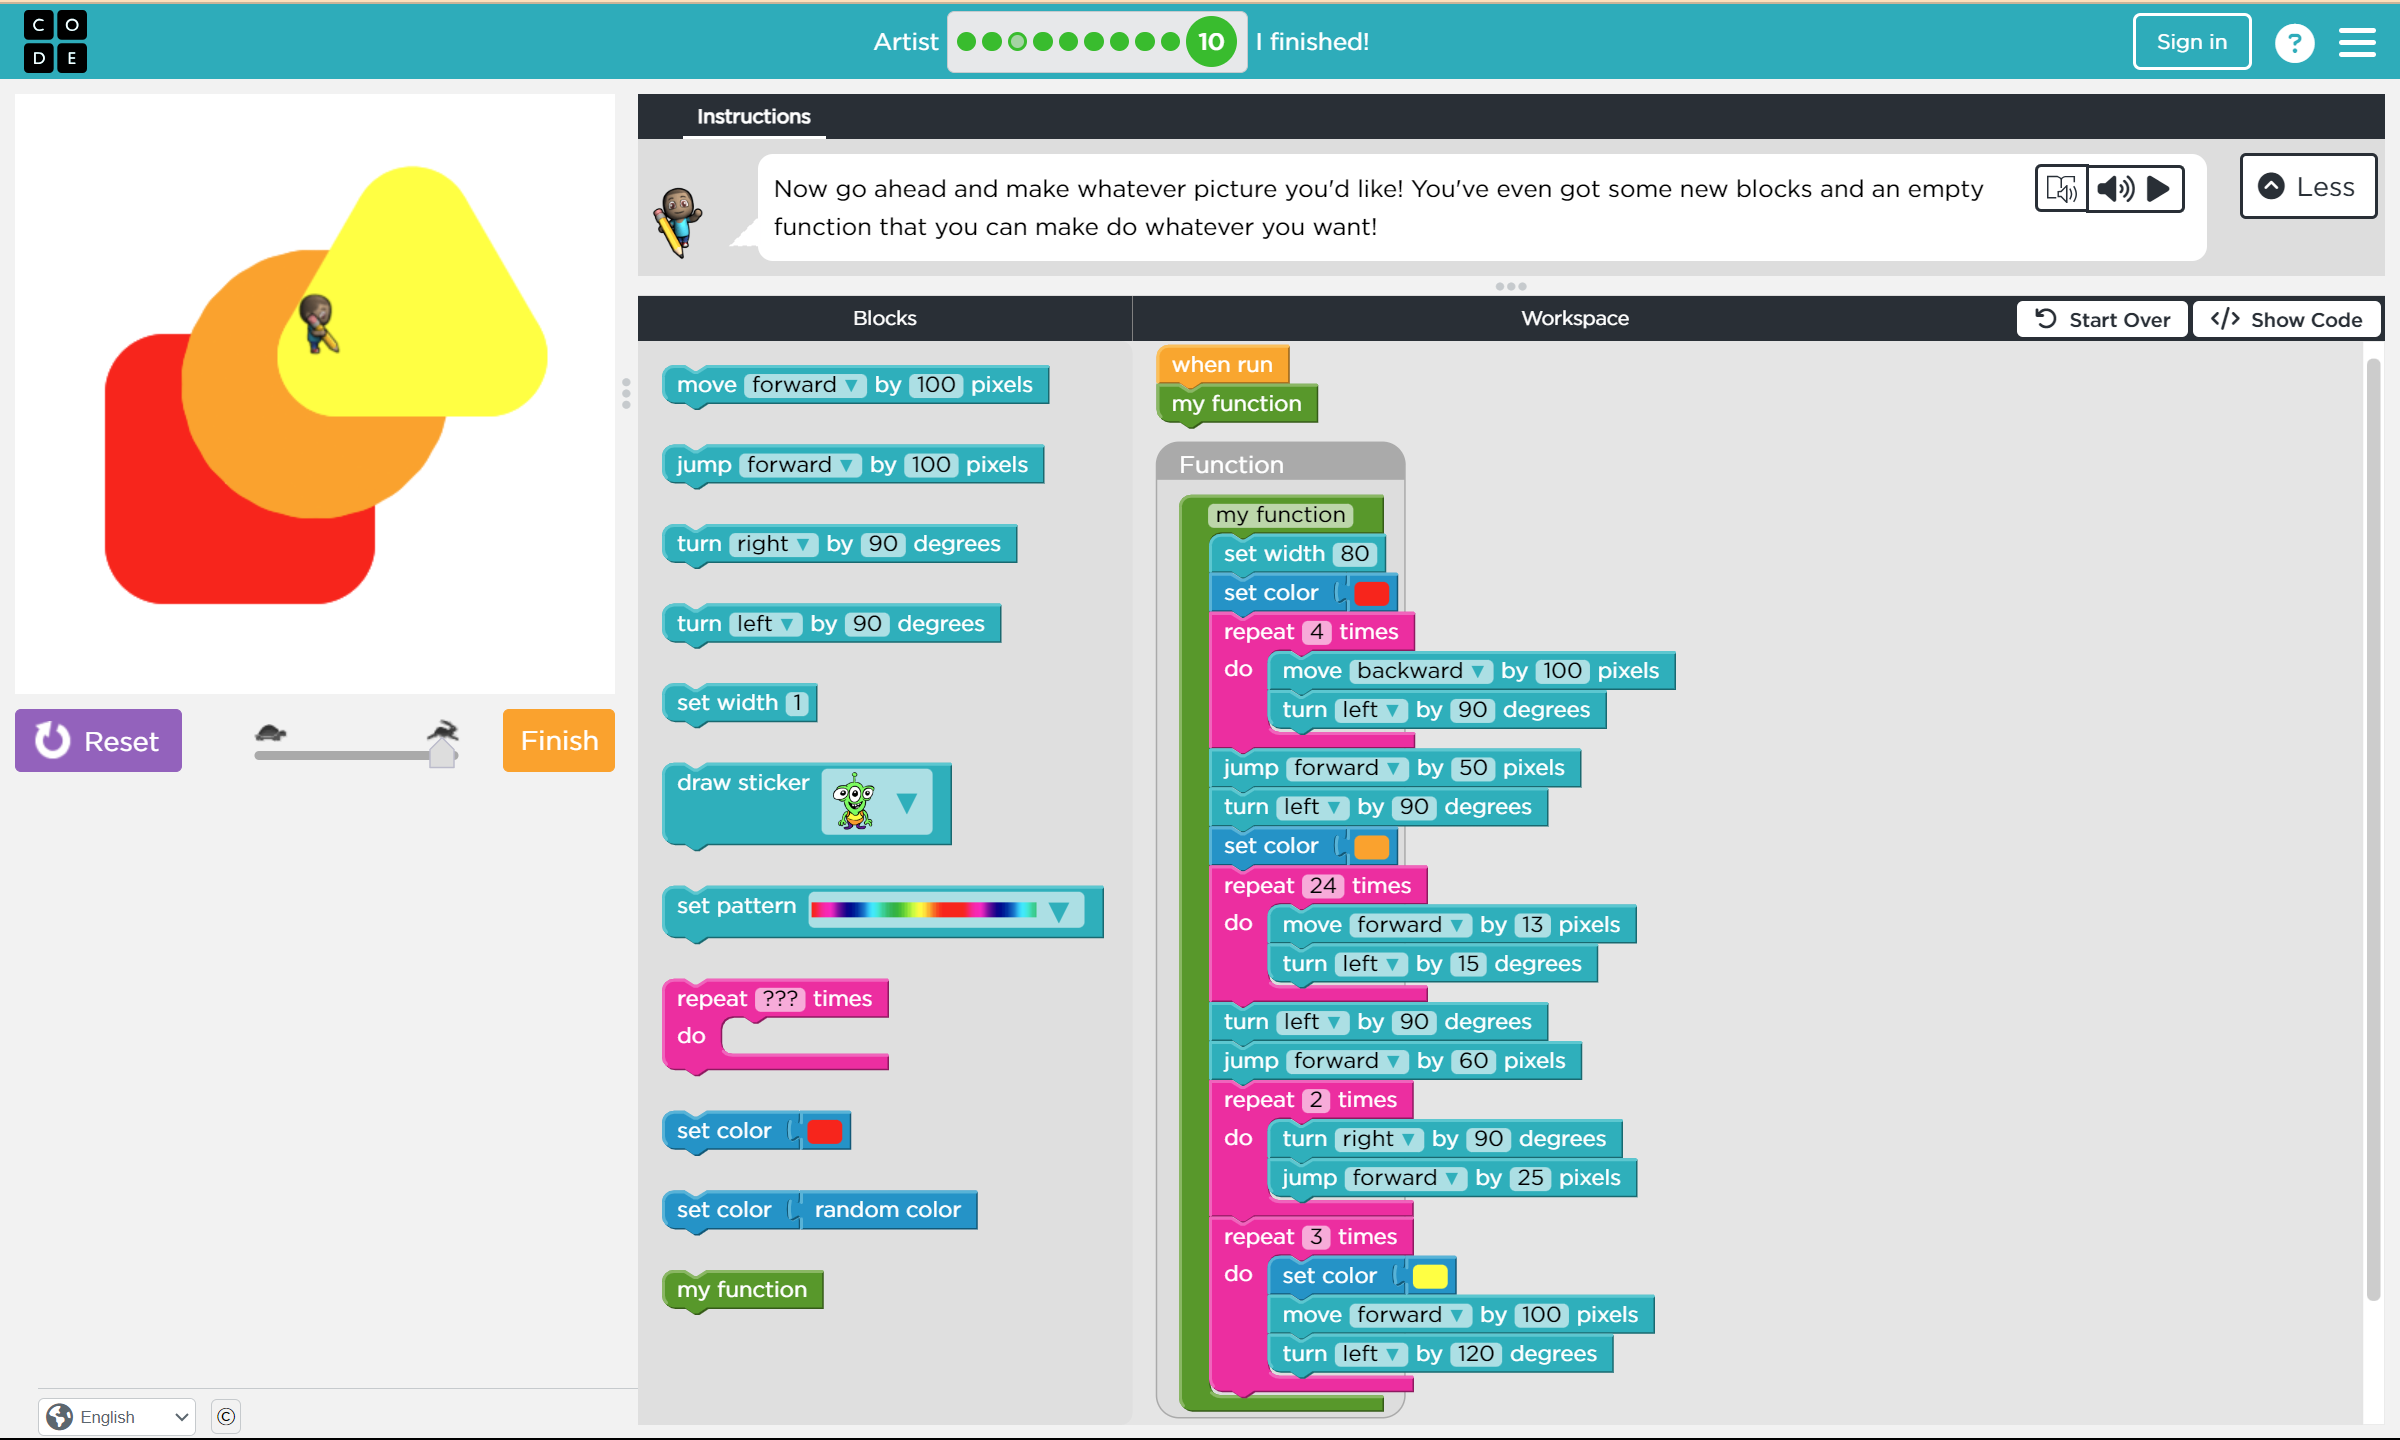 C O
D E
Artist
10
I finished!
Sign in
?
Instructions
Now go ahead and make whatever picture you'd like! You've even got some new blocks and an empty
function that you can make do whatever you want!
Less
Blocks
Workspace
Start Over
</> Show Code
move forward by 100 pixels
jump forward by 100 pixels
turn right by 90 degrees
turn left by 90 degrees
set width 1
draw sticker
set pattern
repeat ??? times
do
set color
set color random color
my function
when run
my function
Function
my function
set width 80
set color
repeat 4 times
do move backward by 100 pixels
turn left by 90 degrees
jump forward by 50 pixels
turn left by 90 degrees
set color
repeat 24 times
do move forward by 13 pixels
turn left by 15 degrees
turn left by 90 degrees
jump forward by 60 pixels
repeat 2 times
do turn right by 90 degrees
jump forward by 25 pixels
repeat 3 times
do set color
move forward by 100 pixels
turn left by 120 degrees
Reset
Finish
English
©